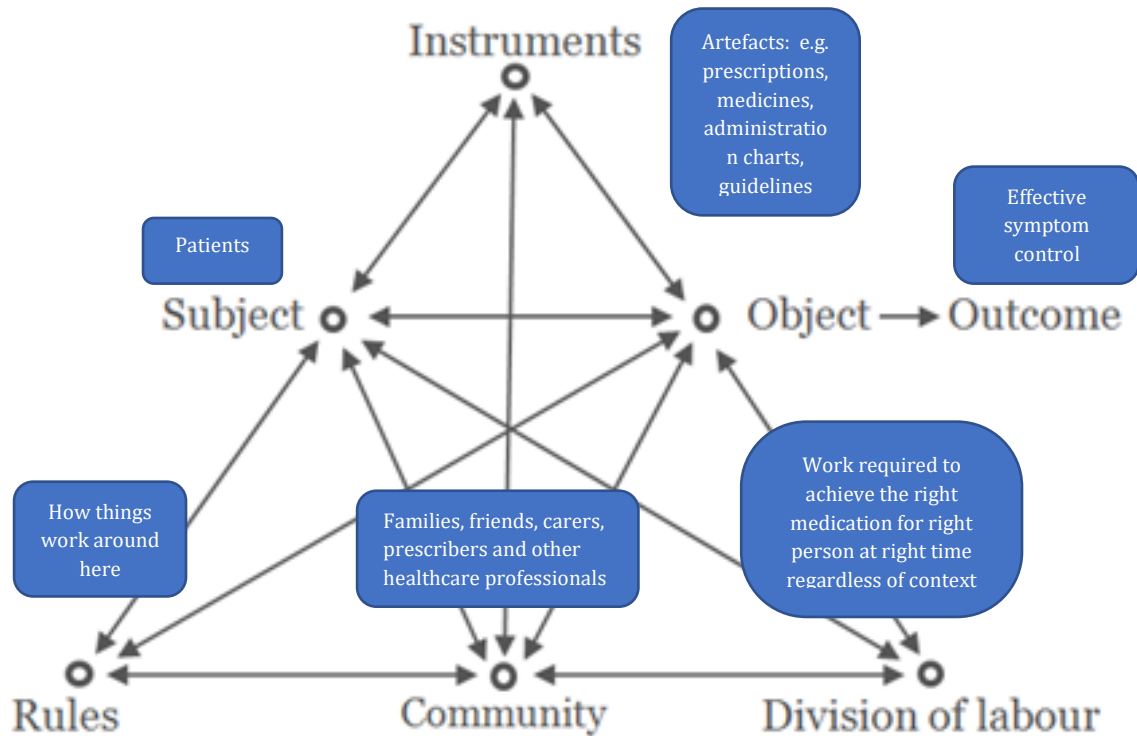 Instruments
Artefacts: e.g.
prescriptions,
medicines,
administratio
n charts,
guidelines
Patients
Effective
symptom
control
Subject
Object
Outcome
How things
work around
here
Families, friends, carers,
prescribers and other
healthcare professionals
Work required to
achieve the right
medication for right
person at right time
regardless of context
Rules
Community
Division of labour